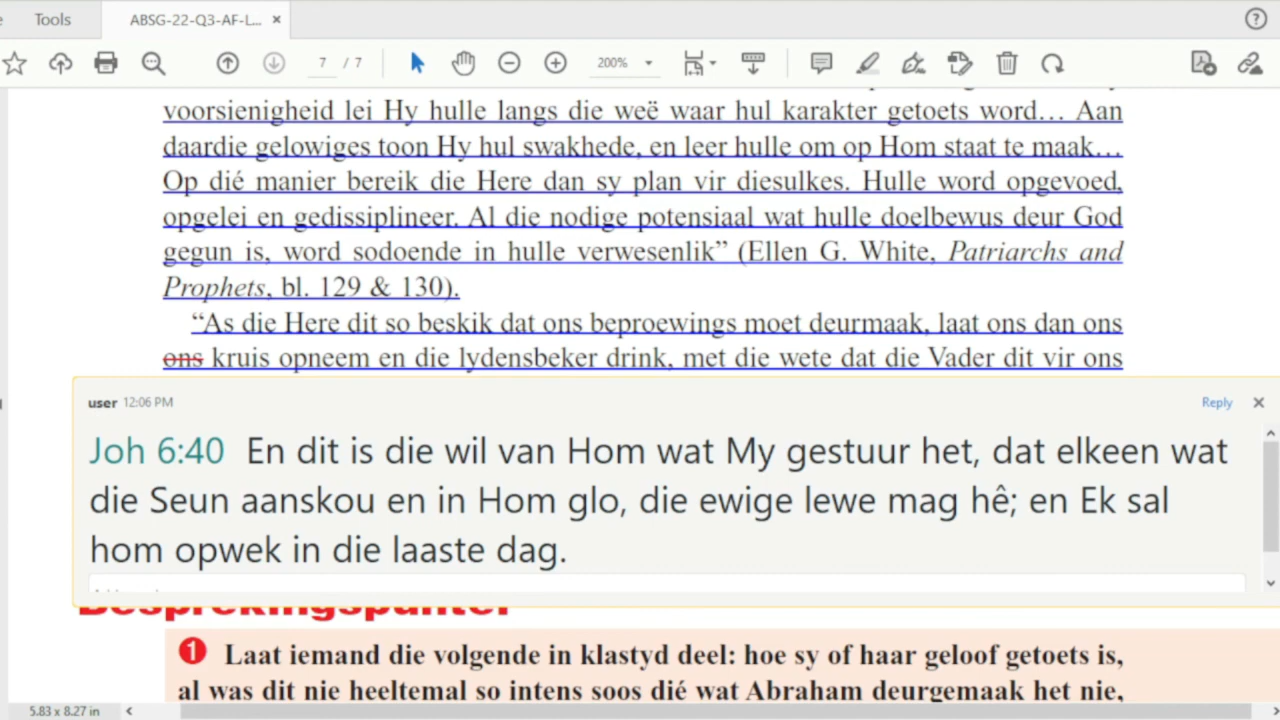 Tools
ABSG-22-Q3-AF-L... ×
7 / 7
200%
voorsienigheid lei Hy hulle langs die weë waar hul karakter getoets word… Aan
daardie gelowiges toon Hy hul swakhede, en leer hulle om op Hom staat te maak…
Op dié manier bereik die Here dan sy plan vir diesulkes. Hulle word opgevoed,
opgelei en gedissiplineer. Al die nodige potensiaal wat hulle doelbewus deur God
gegun is, word sodoende in hulle verwesenlik” (Ellen G. White, Patriarchs and
Prophets, bl. 129 & 130).
“As die Here dit so beskik dat ons beproewings moet deurmaak, laat ons dan ons
ons kruis opneem en die lydensbeker drink, met die wete dat die Vader dit vir ons
user 12:06 PM
Reply
Joh 6:40 En dit is die wil van Hom wat My gestuur het, dat elkeen wat
die Seun aanskou en in Hom glo, die ewige lewe mag hê; en Ek sal
hom opwek in die laaste dag.
Besprekingspunte:
1 Laat iemand die volgende in klastyd deel: hoe sy of haar geloof getoets is,
al was dit nie heeltemal so intens soos dié wat Abraham deurgemaak het nie,
5.83 x 8.27 in